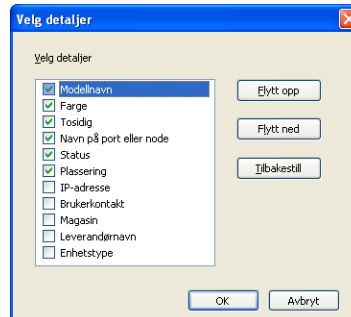 Velg detaljer
Velg detaljer
Modellnavn
Farge
Tosidig
Navn på port eller node
Status
Plassering
IP-adresse
Brukerkontakt
Magasin
Leverandørnavn
Enhetstype
Flytt opp
Flytt ned
Tilbakestill
OK
Avbryt